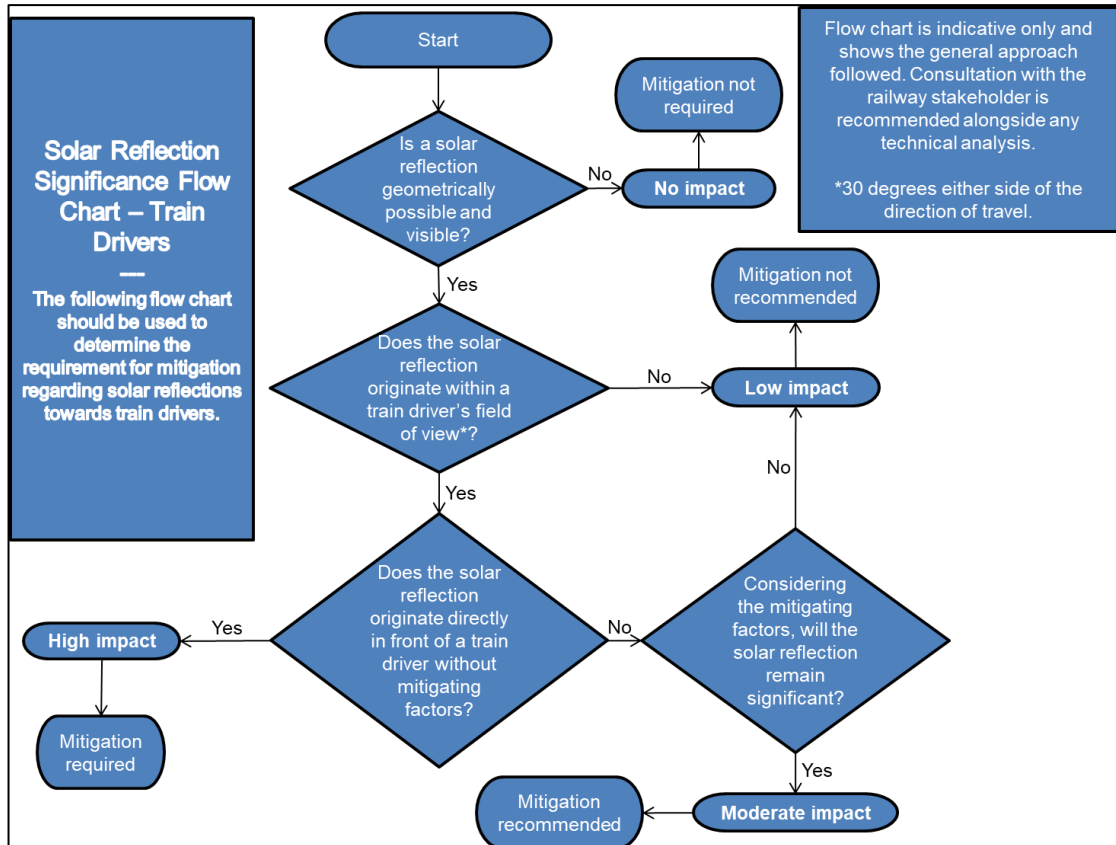 Solar Reflection
Significance Flow
Chart – Train
Drivers
---
The following flow chart
should be used to
determine the
requirement for mitigation
regarding solar reflections
towards train drivers.
Start
Flow chart is indicative only and
shows the general approach
followed. Consultation with the
railway stakeholder is
recommended alongside any
technical analysis.
*30 degrees either side of the
direction of travel.
Mitigation not
required
Is a solar
reflection
geometrically
possible and
visible?
No
No impact
Yes
Mitigation not
recommended
Does the solar
reflection
originate within a
train driver's field
of view*?
No
Low impact
No
Yes
Does the solar
reflection
originate directly
in front of a train
driver without
mitigating
factors?
Yes
High impact
Mitigation
required
No
Considering
the mitigating
factors, will the
solar reflection
remain
significant?
Yes
Moderate impact
Mitigation
recommended